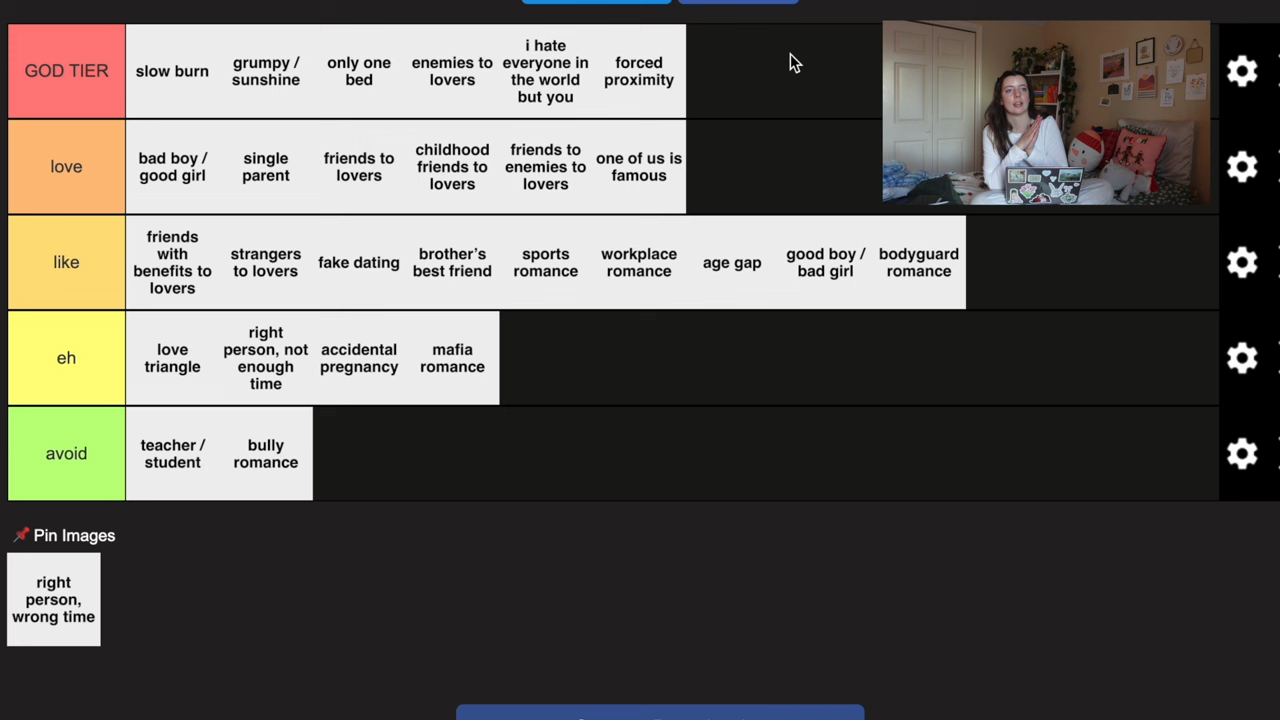 GOD TIER
slow burn
grumpy /
sunshine
only one
bed
enemies to
lovers
i hate
everyone in
the world
but you
forced
proximity
love
bad boy /
good girl
single
parent
friends to
lovers
childhood
friends to
lovers
friends to
enemies to
lovers
one of us is
famous
like
friends
with
benefits to
lovers
strangers
to lovers
fake dating
brother's
best friend
sports
romance
workplace
romance
age gap
good boy /
bad girl
bodyguard
romance
eh
love
triangle
right
person, not
enough
time
accidental
pregnancy
mafia
romance
avoid
teacher /
student
bully
romance
📌 Pin Images
right
person,
wrong time